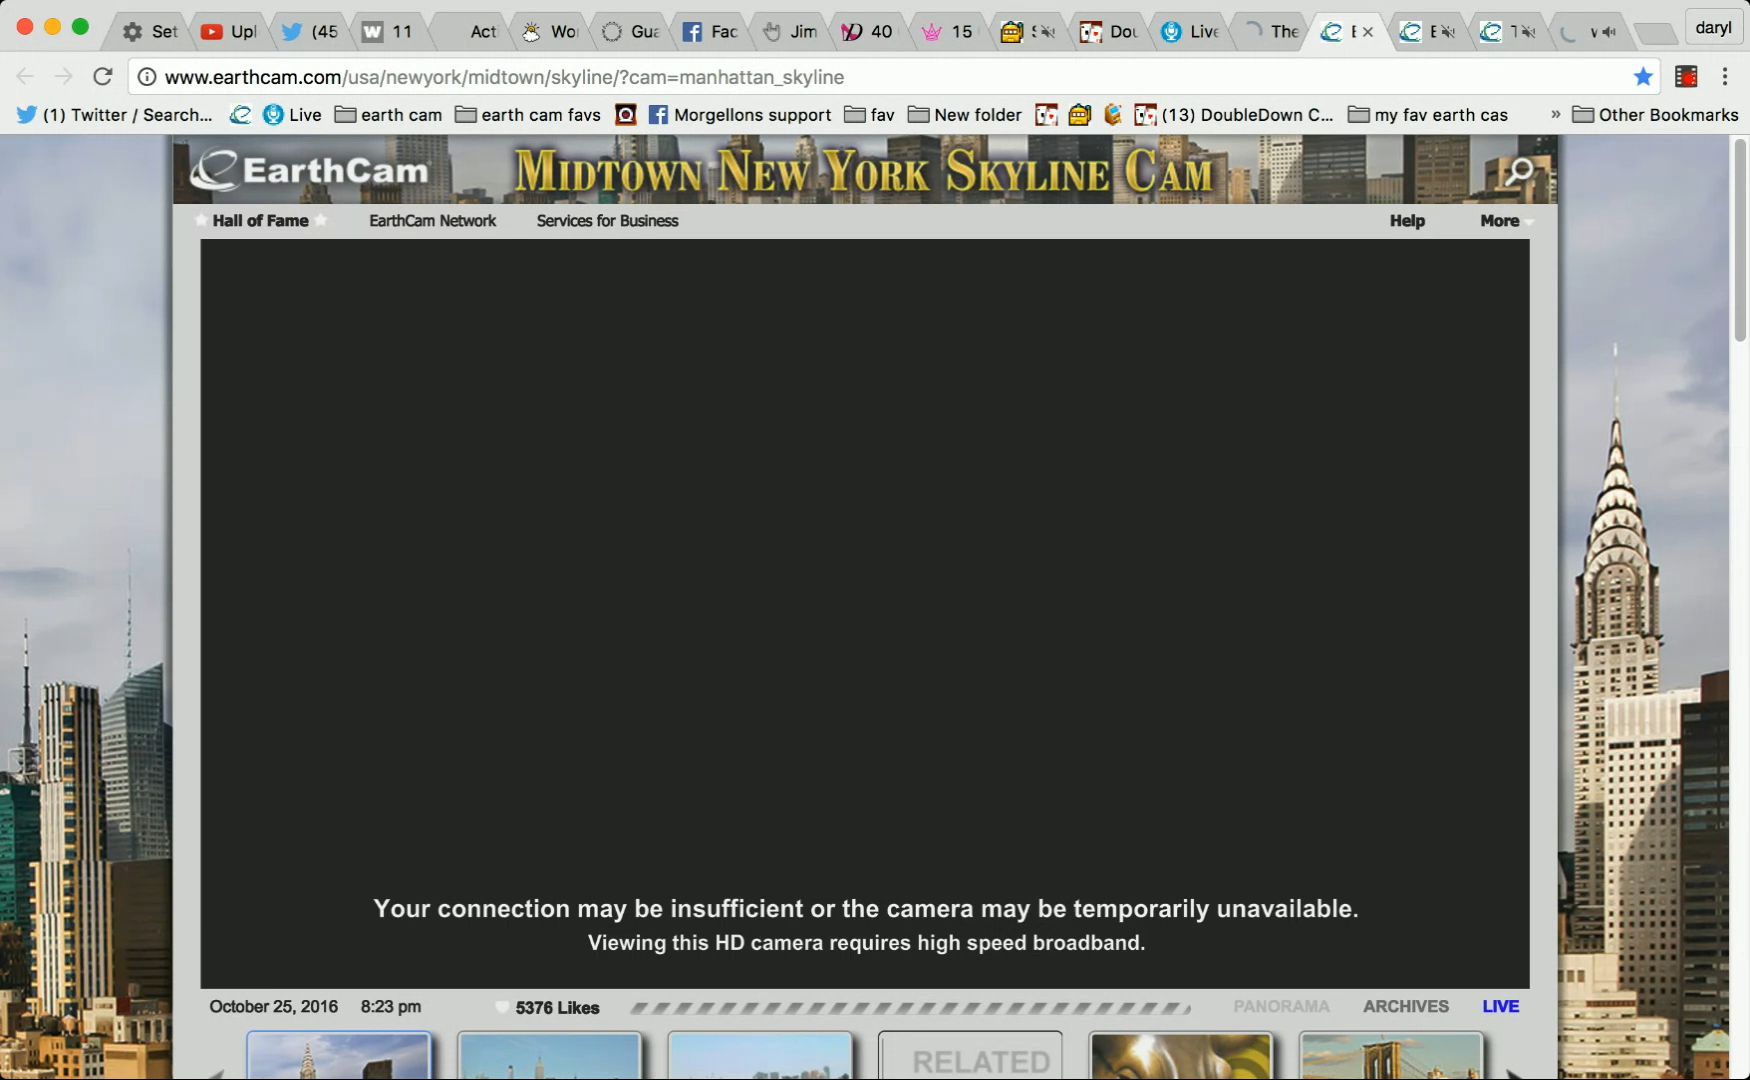 Set
Upl
(45
W 11
Acti
Wor
Gua
Fac
Jim
40
15
S
Dou
Live
The
E
E
T
w
daryl
www.earthcam.com/usa/newyork/midtown/skyline/?cam=manhattan_skyline
(1) Twitter / Search...
Live
earth cam
earth cam favs
Morgellons support
fav
New folder
(13) DoubleDown C...
my fav earth cas
»
Other Bookmarks
EarthCam
MIDTOWN NEW YORK SKYLINE CAM
Hall of Fame
EarthCam Network
Services for Business
Help
More
Your connection may be insufficient or the camera may be temporarily unavailable.
Viewing this HD camera requires high speed broadband.
October 25, 2016 8:23 pm
5376 Likes
PANORAMA
ARCHIVES
LIVE
RELATED